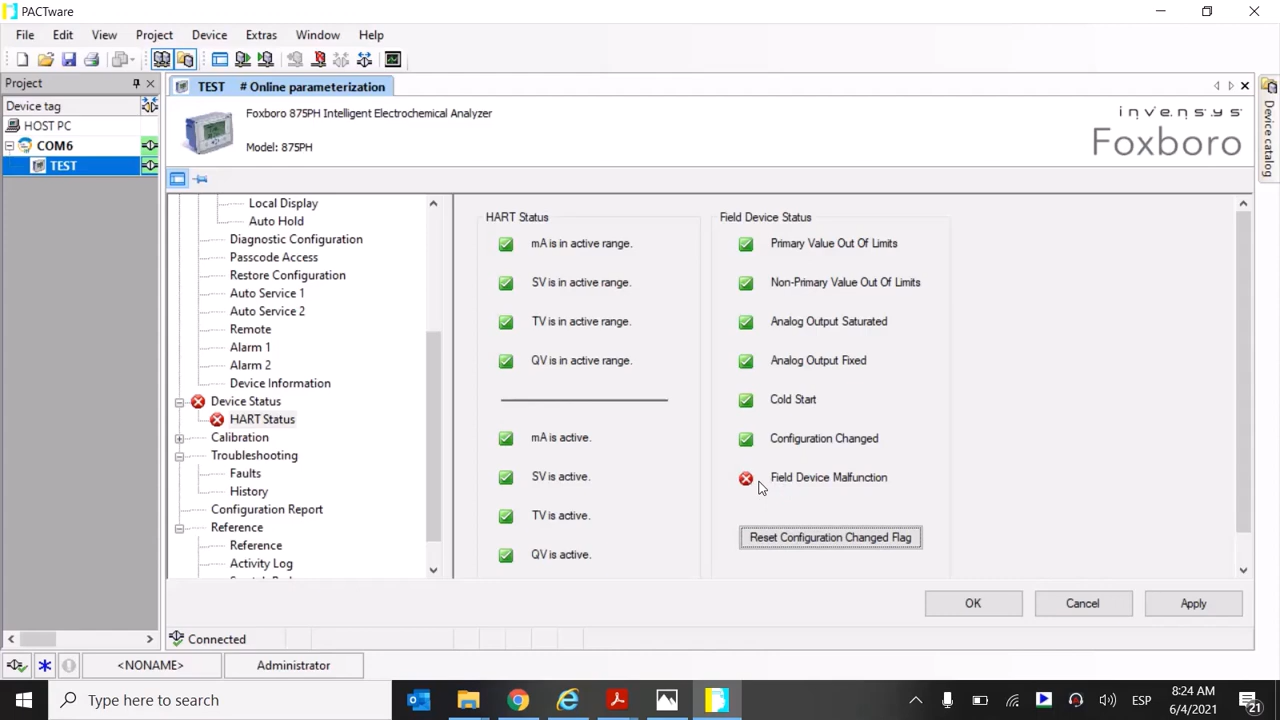 PACTware
File Edit View Project Device Extras Window Help
Project
TEST # Online parameterization
Device tag
HOST PC
COM6
TEST
Foxboro 875PH Intelligent Electrochemical Analyzer
Model: 875PH
invensys
Foxboro
Device catalog
Local Display
Auto Hold
Diagnostic Configuration
Passcode Access
Restore Configuration
Auto Service 1
Auto Service 2
Remote
Alarm 1
Alarm 2
Device Information
Device Status
HART Status
Calibration
Troubleshooting
Faults
History
Configuration Report
Reference
Reference
Activity Log
HART Status
mA is in active range.
SV is in active range.
TV is in active range.
QV is in active range.
mA is active.
SV is active.
TV is active.
QV is active.
Field Device Status
Primary Value Out Of Limits
Non-Primary Value Out Of Limits
Analog Output Saturated
Analog Output Fixed
Cold Start
Configuration Changed
Field Device Malfunction
Reset Configuration Changed Flag
OK Cancel Apply
Connected
<NONAME> Administrator
Type here to search
ESP
8:24 AM
6/4/2021
21